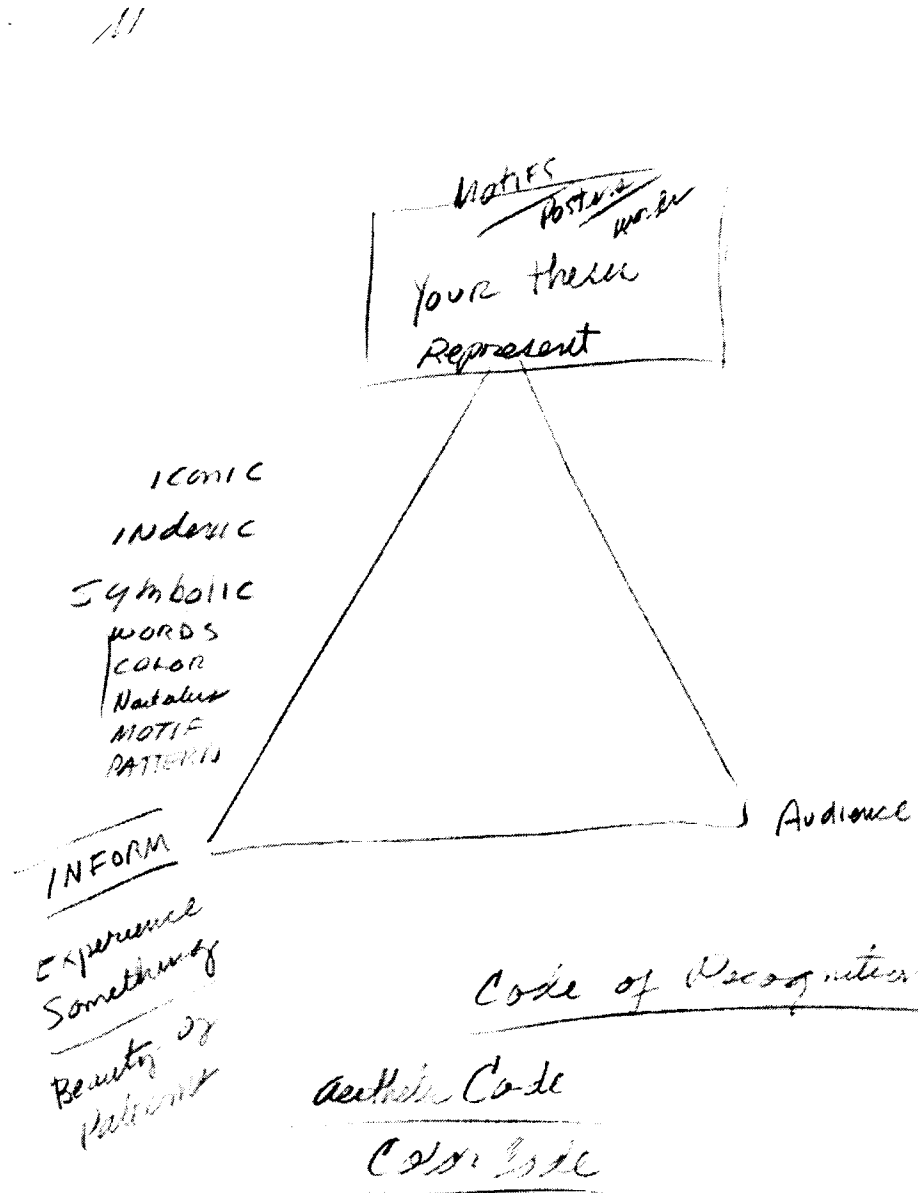 Motifs
Posters
Your thesis
Represent
Iconic
Indexic
Symbolic
WORDS
COLOR
MOTIF
PATTERN
INFORM
Audience
Experience
Something
Beauty of
Patterns
Code of Recognition
aesthetic Code
Color Code